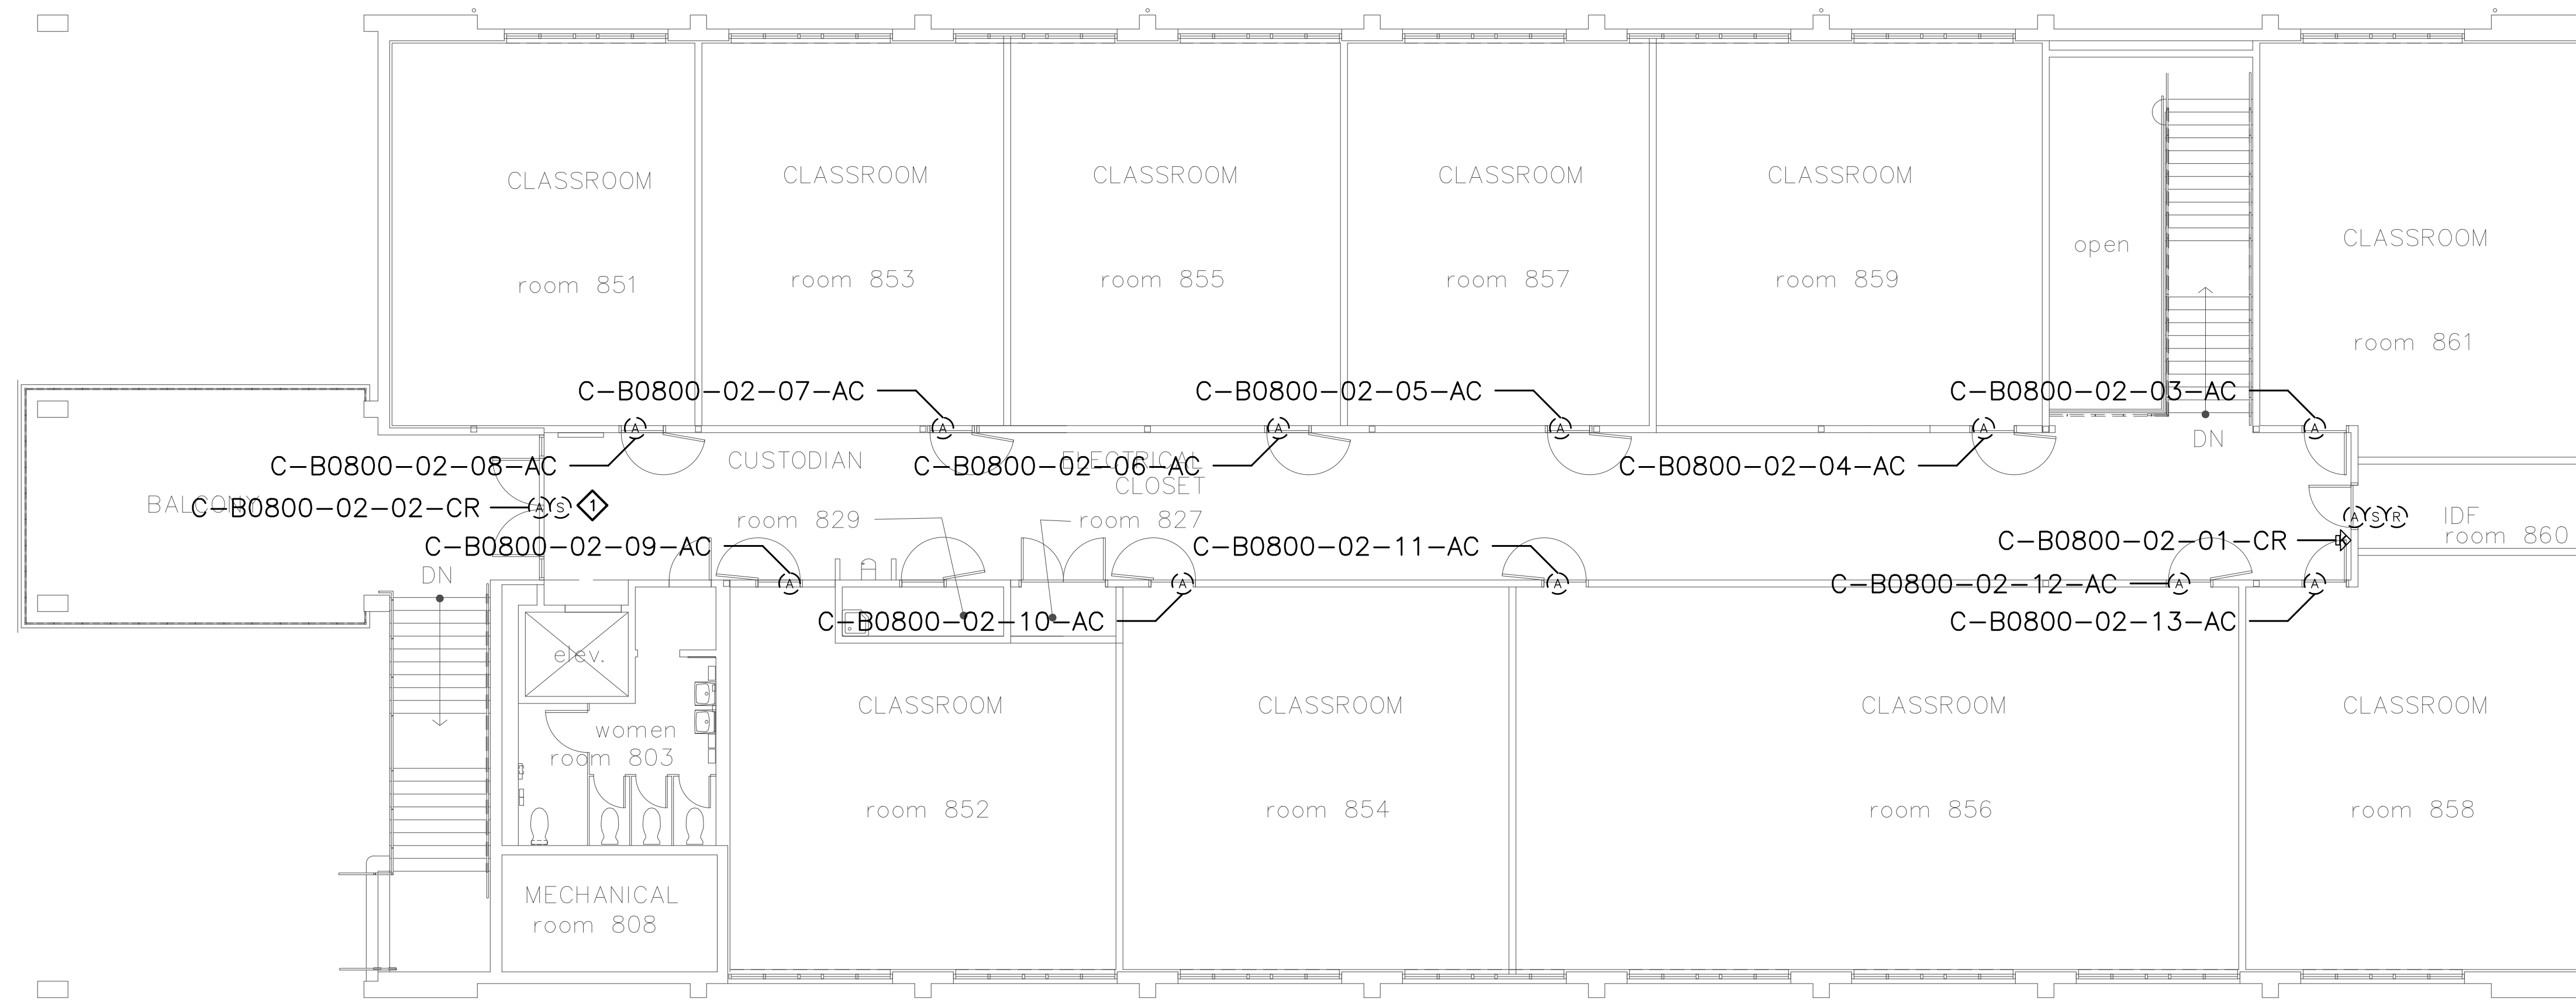 CLASSROOM
room 851
CLASSROOM
room 853
CLASSROOM
room 855
CLASSROOM
room 857
CLASSROOM
room 859
open
CLASSROOM
room 861
C-B0800-02-07-AC
C-B0800-02-05-AC
C-B0800-02-03-AC
A
A
A
A
A
A
DN
C-B0800-02-08-AC
CUSTODIAN
C-B0800-02-06-AC
ELECTRICAL
CLOSET
C-B0800-02-04-AC
BALCONY
C-B0800-02-02-CR
A S
1
room 829
room 827
A S R
IDF
room 860
C-B0800-02-09-AC
C-B0800-02-11-AC
C-B0800-02-01-CR
DN
A
A
A
C-B0800-02-12-AC
A
A
C-B0800-02-10-AC
C-B0800-02-13-AC
elev.
women
room 803
CLASSROOM
room 852
CLASSROOM
room 854
CLASSROOM
room 856
CLASSROOM
room 858
MECHANICAL
room 808